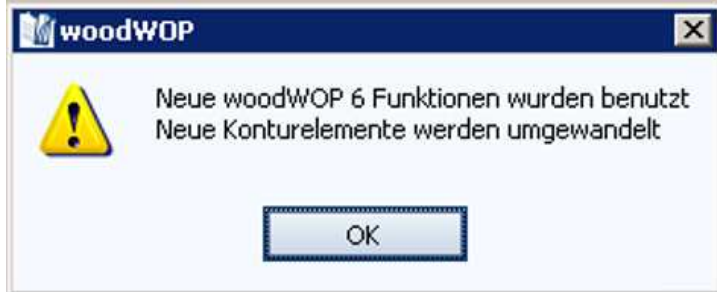 woodWOP
Neue woodWOP 6 Funktionen wurden benutzt
Neue Konturelemente werden umgewandelt
OK